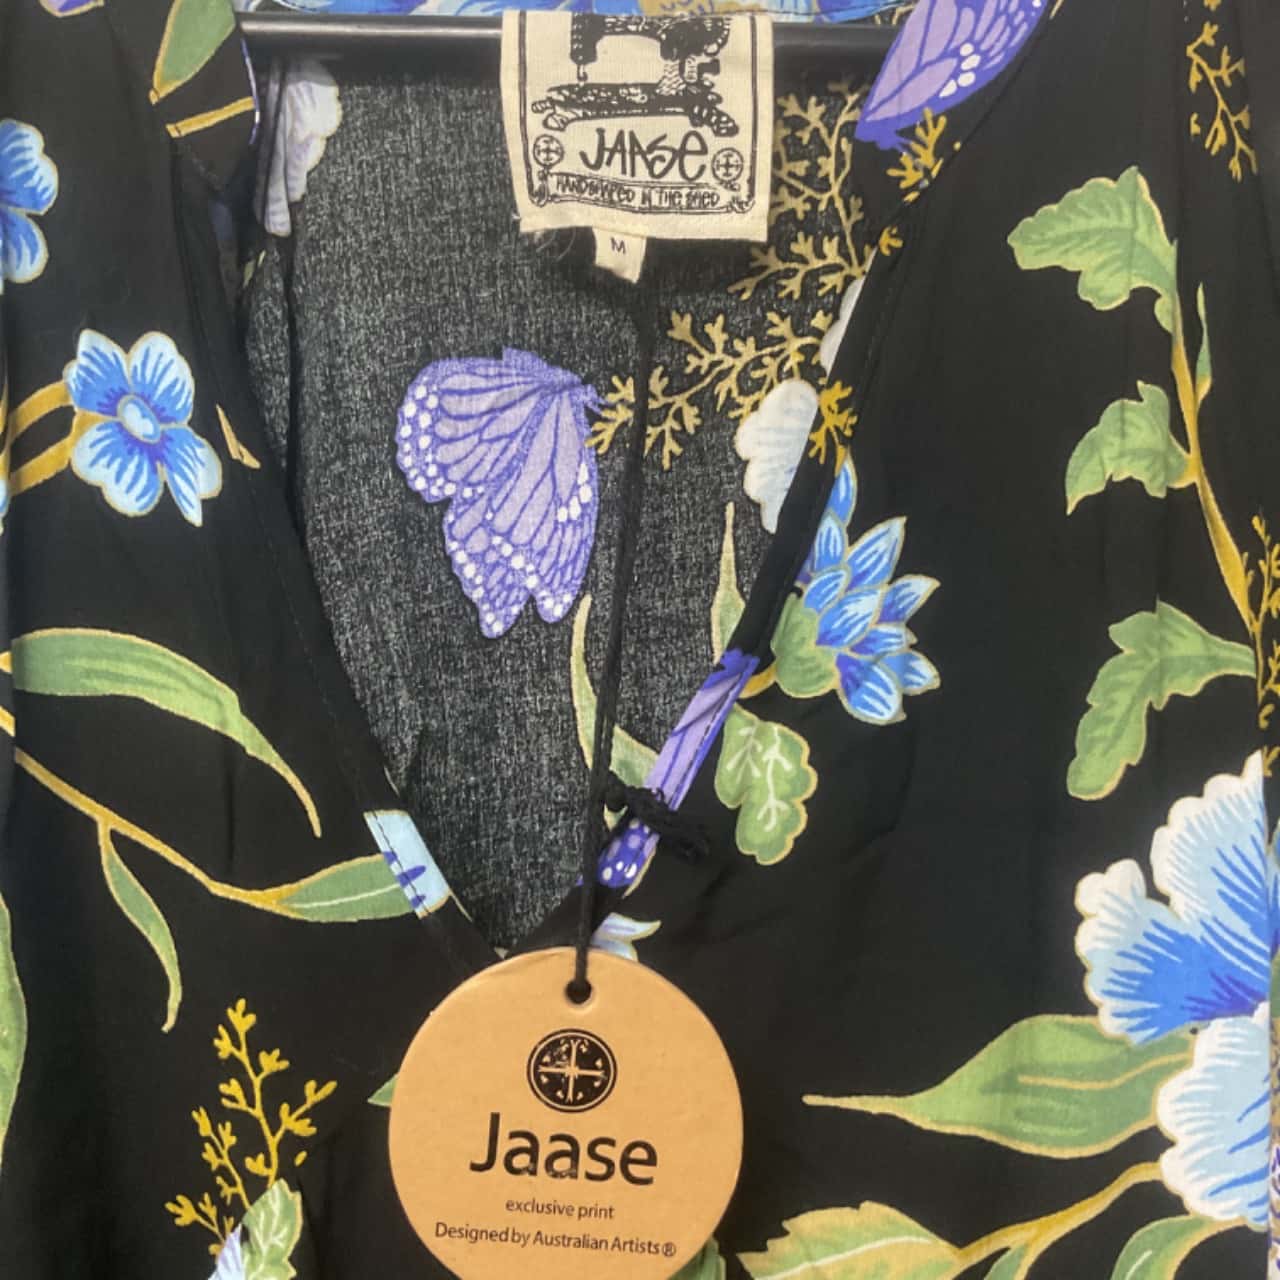 JAASE
HANDSHAPED IN THE SHED
M
Jaase
exclusive print
Designed by Australian Artists®